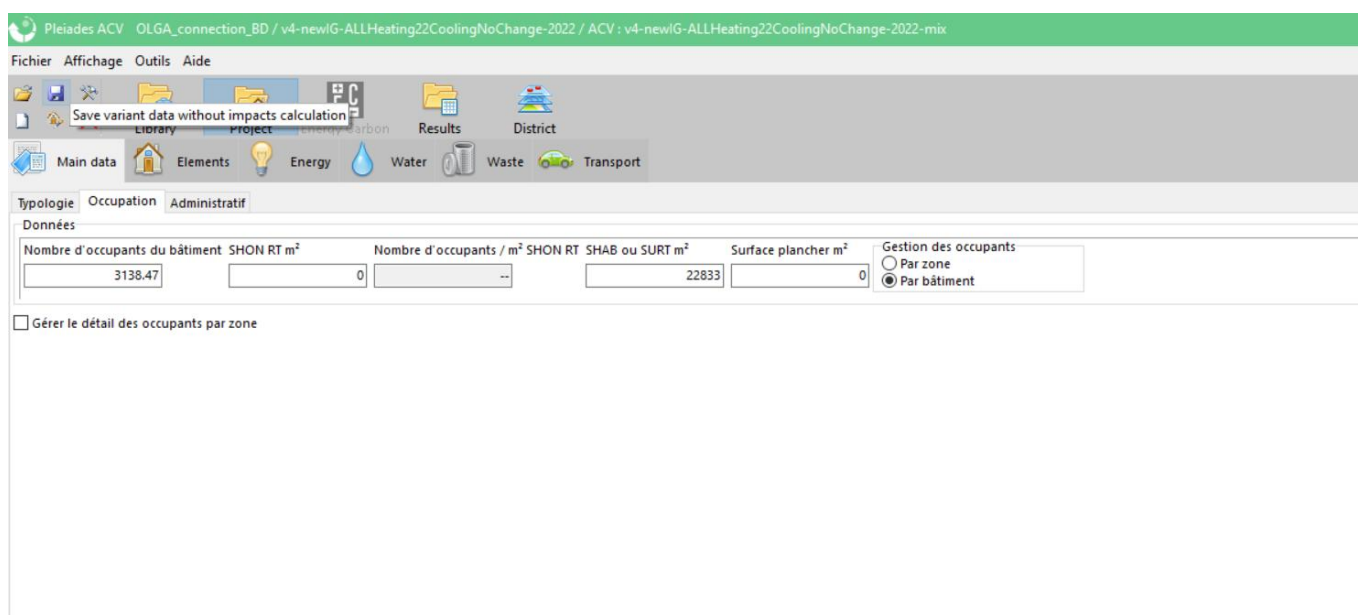 Pleiades ACV OLGA_connection_BD / v4-newIG-ALLHeating22CoolingNoChange-2022 / ACV : v4-newIG-ALLHeating22CoolingNoChange-2022-mix
Fichier Affichage Outils Aide
Save variant data without impacts calculation
Library Project Energy Carbon Results District
Main data Elements Energy Water Waste Transport
Typologie Occupation Administratif
Données
Nombre d'occupants du bâtiment SHON RT m² Nombre d'occupants / m² SHON RT SHAB ou SURT m² Surface plancher m² Gestion des occupants
3138.47 0 -- 22833 0 Par zone
Par bâtiment
Gérer le détail des occupants par zone